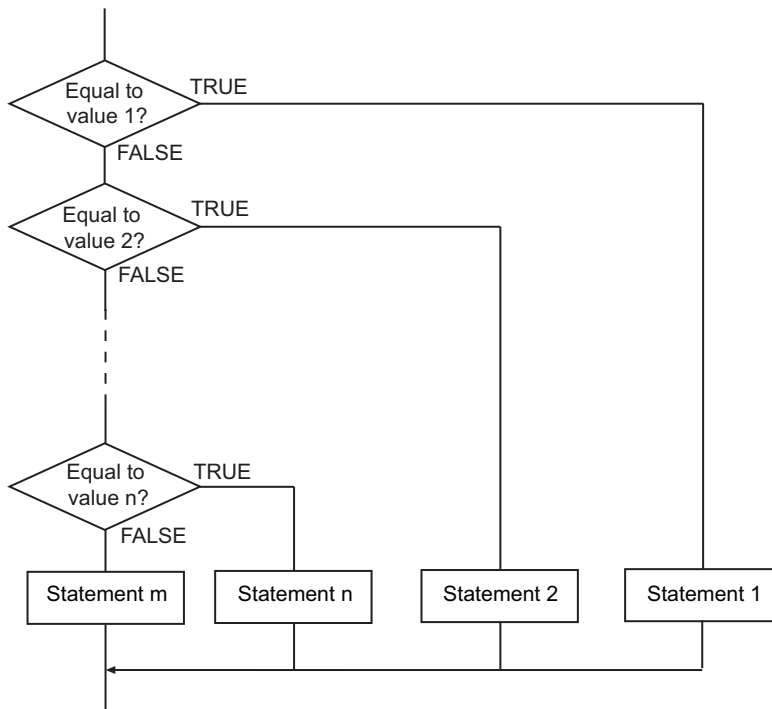 TRUE
Equal to
value 1?
FALSE
TRUE
Equal to
value 2?
FALSE
TRUE
Equal to
value n?
FALSE
Statement m
Statement n
Statement 2
Statement 1